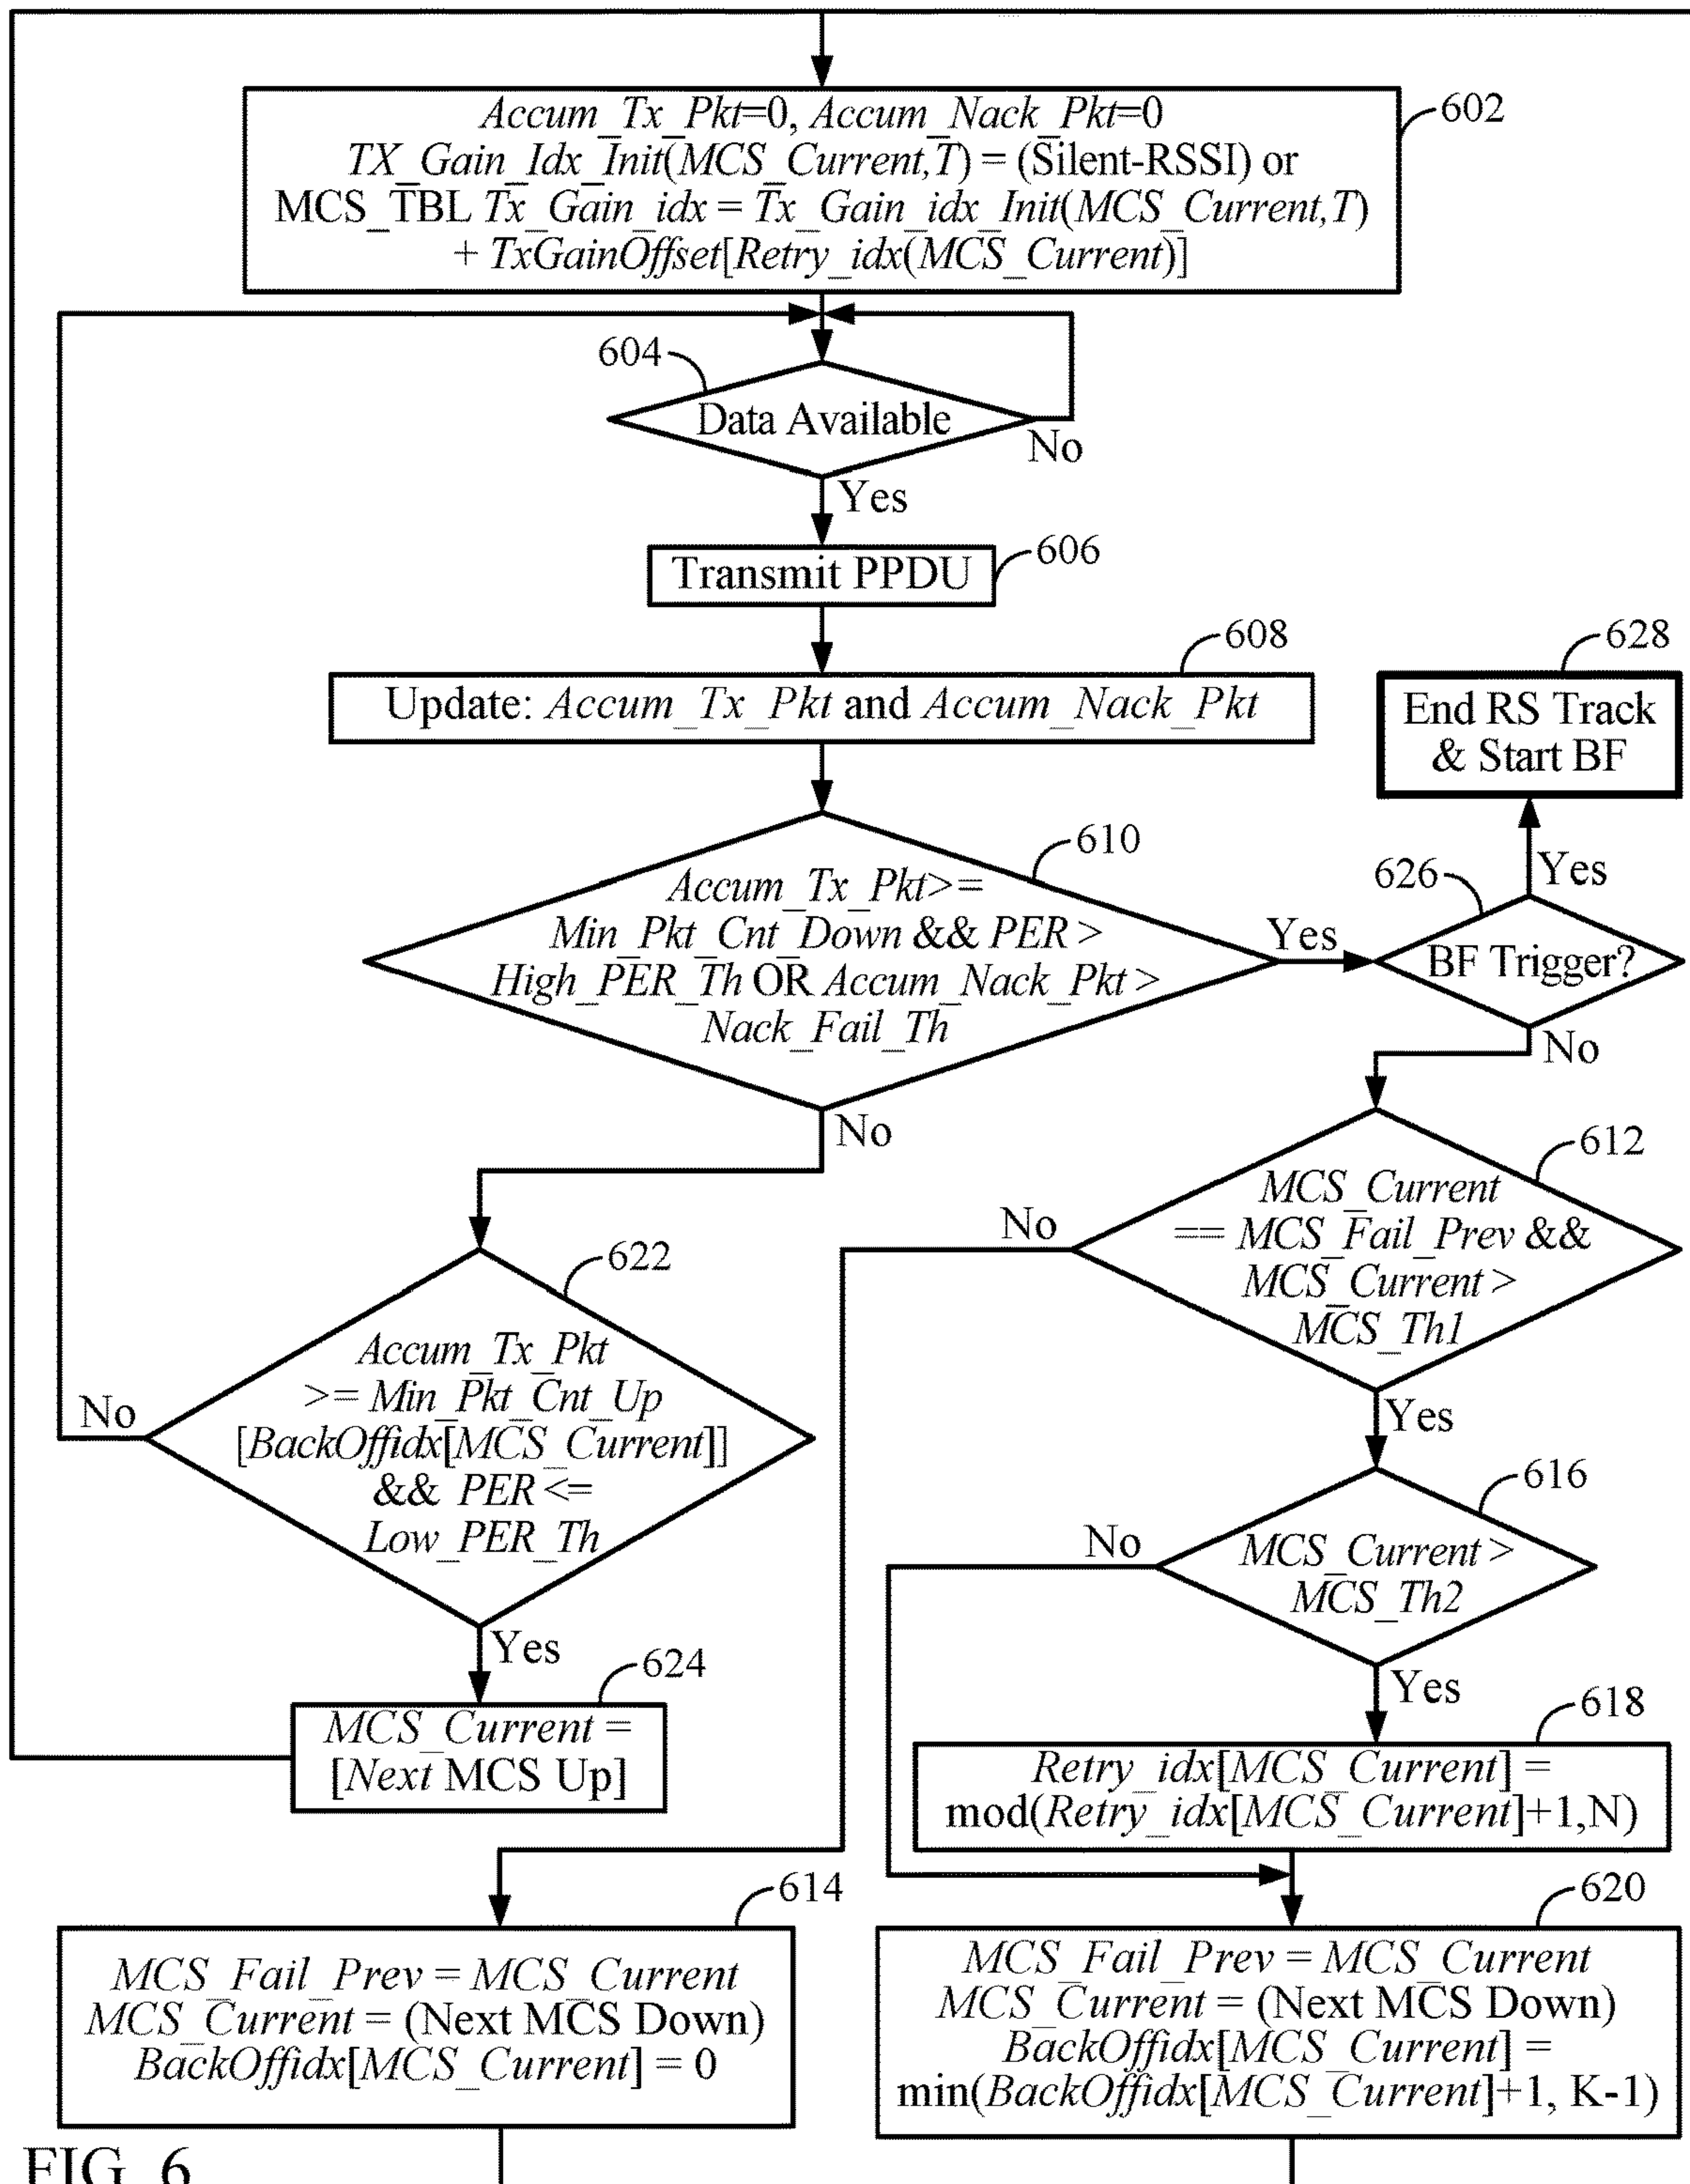 Accum_Tx_Pkt=0, Accum_Nack_Pkt=0
TX_Gain_Idx_Init(MCS_Current,T) = (Silent-RSSI) or
MCS_TBL Tx_Gain_idx = Tx_Gain_idx_Init(MCS_Current,T)
+ TxGainOffset[Retry_idx(MCS_Current)]
602
604
Data Available
No
Yes
Transmit PPDU
606
608
Update: Accum_Tx_Pkt and Accum_Nack_Pkt
628
End RS Track
& Start BF
Yes
610
Accum_Tx_Pkt>=
Min_Pkt_Cnt_Down && PER >
High_PER_Th OR Accum_Nack_Pkt >
Nack_Fail_Th
Yes
626
BF Trigger?
No
No
612
MCS_Current
== MCS_Fail_Prev &&
MCS_Current >
MCS_Th1
No
Yes
622
Accum_Tx_Pkt
>= Min_Pkt_Cnt_Up
[BackOffidx[MCS_Current]]
&& PER <=
Low_PER_Th
No
Yes
616
MCS_Current >
MCS_Th2
No
Yes
624
MCS_Current =
[Next MCS Up]
618
Retry_idx[MCS_Current] =
mod(Retry_idx[MCS_Current]+1,N)
614
MCS_Fail_Prev = MCS_Current
MCS_Current = (Next MCS Down)
BackOffidx[MCS_Current] = 0
620
MCS_Fail_Prev = MCS_Current
MCS_Current = (Next MCS Down)
BackOffidx[MCS_Current] =
min(BackOffidx[MCS_Current]+1, K-1)
FIG. 6